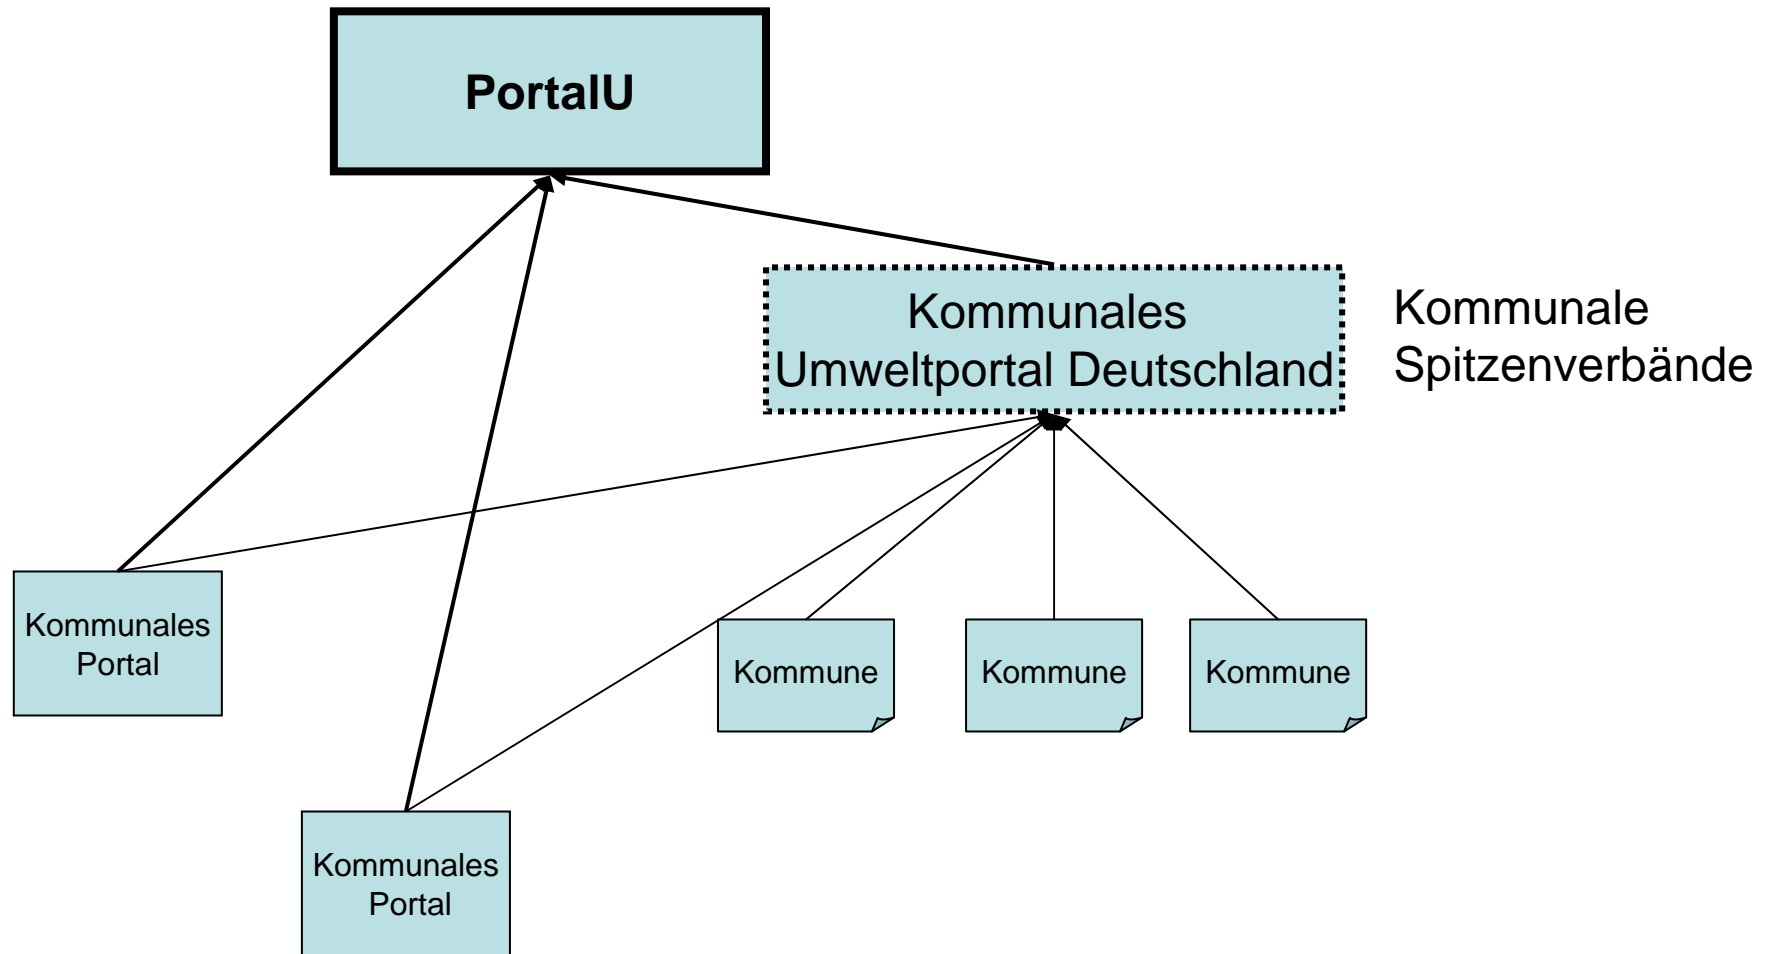 PortalU
Kommunales
Umweltportal Deutschland
Kommunale
Spitzenverbände
Kommunales
Portal
Kommune
Kommune
Kommune
Kommunales
Portal